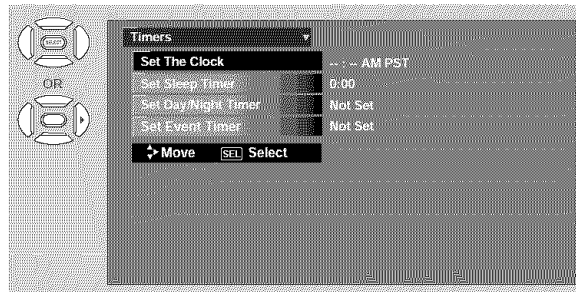 SELECT
OR
Timers
Set The Clock -- : -- AM PST
Set Sleep Timer 0:00
Set Day/Night Timer Not Set
Set Event Timer Not Set
Move SEL Select